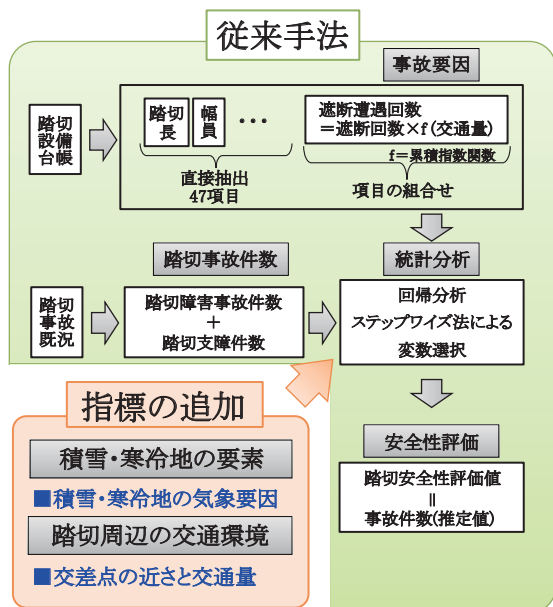 従来手法
事故要因
踏切
設備
台帳
踏切
長
幅
員
･･･
遮断遭遇回数
＝遮断回数×f(交通量)
f＝累積指数関数
直接抽出
47項目
項目の組合せ
踏切事故件数
統計分析
踏切
事故
既況
踏切障害事故件数
＋
踏切支障件数
回帰分析
ステップワイズ法による
変数選択
指標の追加
積雪・寒冷地の要素
■積雪・寒冷地の気象要因
踏切周辺の交通環境
■交差点の近さと交通量
安全性評価
踏切安全性評価値
॥
事故件数(推定値)